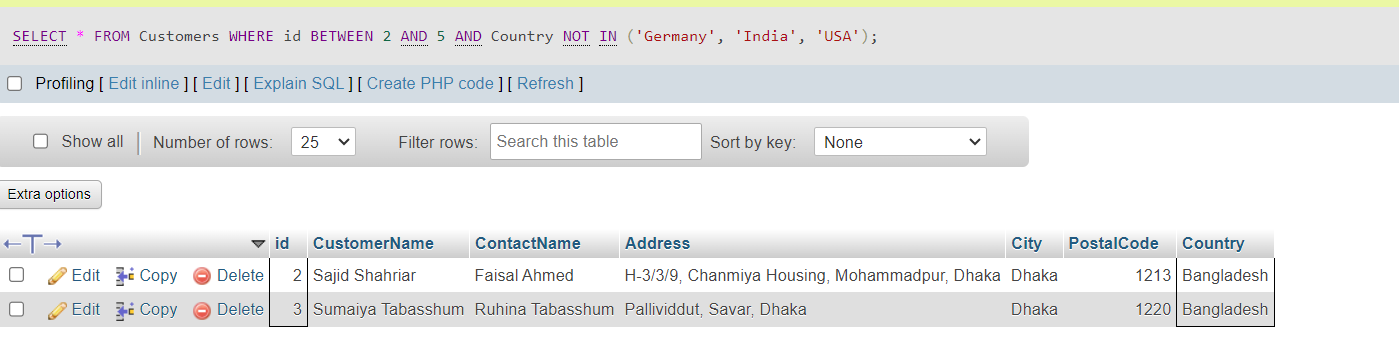 SELECT * FROM Customers WHERE id BETWEEN 2 AND 5 AND Country NOT IN ('Germany', 'India', 'USA');
Profiling [ Edit inline ] [ Edit ] [ Explain SQL ] [ Create PHP code ] [ Refresh ]
Show all Number of rows: 25 Filter rows: Search this table Sort by key: None
Extra options
id CustomerName ContactName Address City PostalCode Country
Edit Copy Delete 2 Sajid Shahriar Faisal Ahmed H-3/3/9, Chanmiya Housing, Mohammadpur, Dhaka Dhaka 1213 Bangladesh
Edit Copy Delete 3 Sumaiya Tabasshum Ruhina Tabasshum Pallividdut, Savar, Dhaka Dhaka 1220 Bangladesh